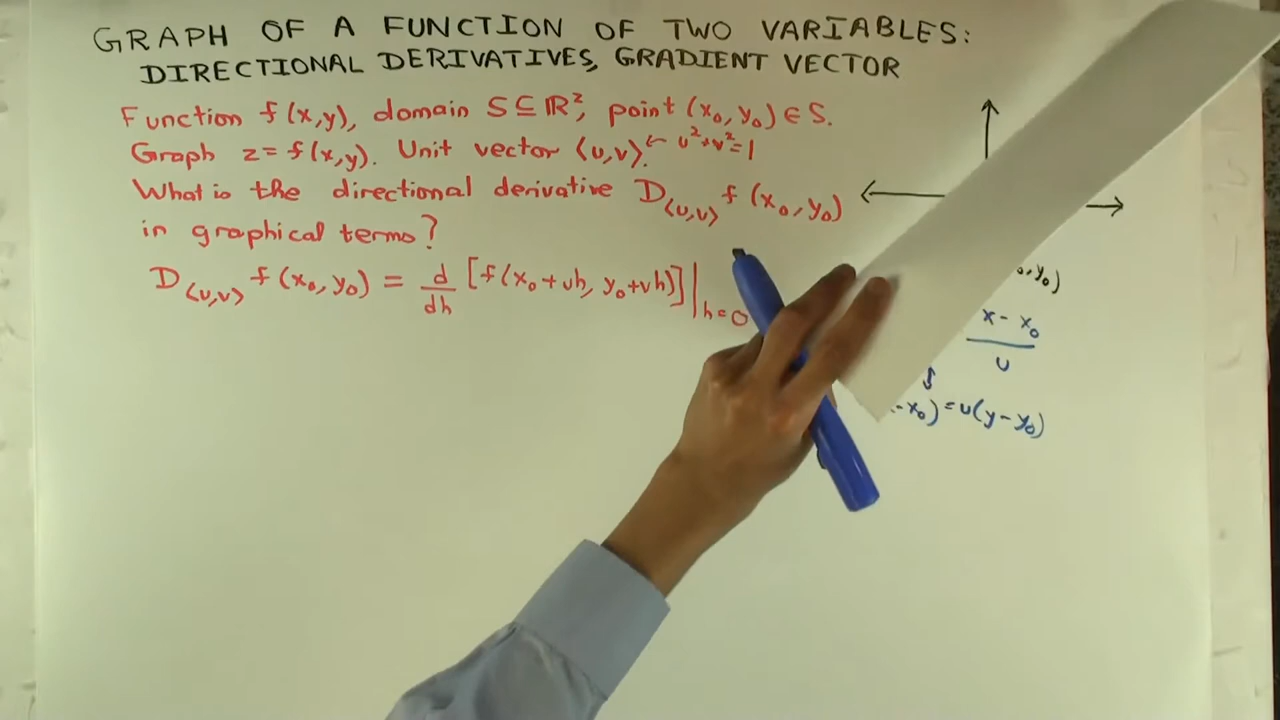 GRAPH OF A FUNCTION OF TWO VARIABLES:
DIRECTIONAL DERIVATIVES, GRADIENT VECTOR
Function f(x,y), domain S⊆ℝ², point (x₀,y₀)∈S.
Graph z=f(x,y). Unit vector ⟨u,v⟩. ← u²+v²=1
What is the directional derivative D⟨u,v⟩ f(x₀,y₀)
in graphical terms?
D⟨u,v⟩ f(x₀,y₀) = d/dh [f(x₀+uh, y₀+vh)]|h=0
,y₀)
x-x₀
u
-x₀)=u(y-y₀)